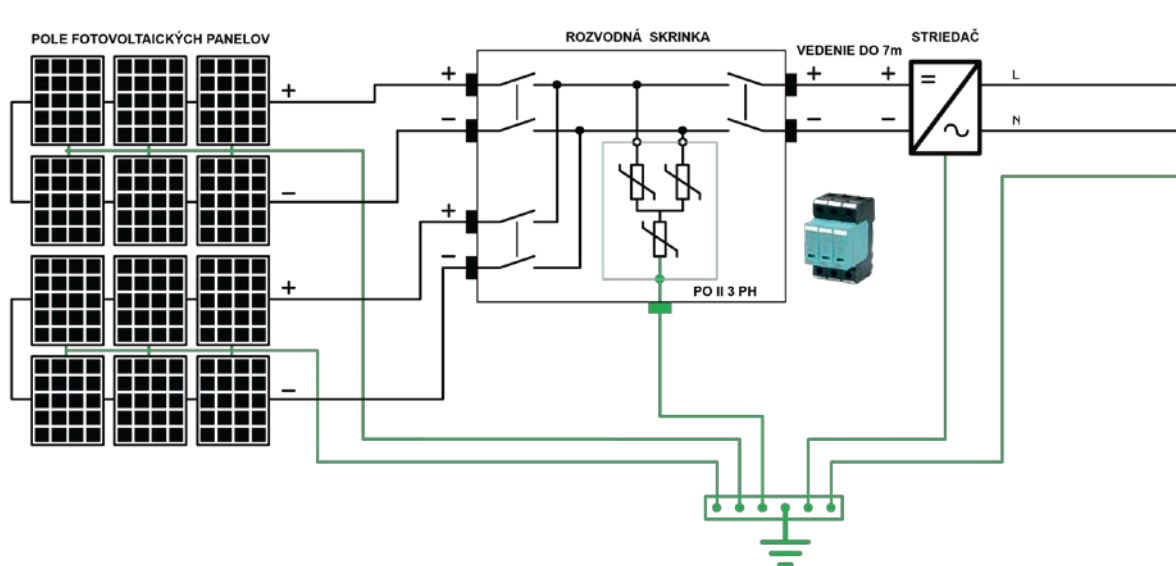 POLE FOTOVOLTAICKÝCH PANELOV
ROZVODNÁ SKRINKA
VEDENIE DO 7m
STRIEDAČ
+
−
−
+
+
−
+
−
+
−
+
−
+
−
=
~
L
N
PO II 3 PH